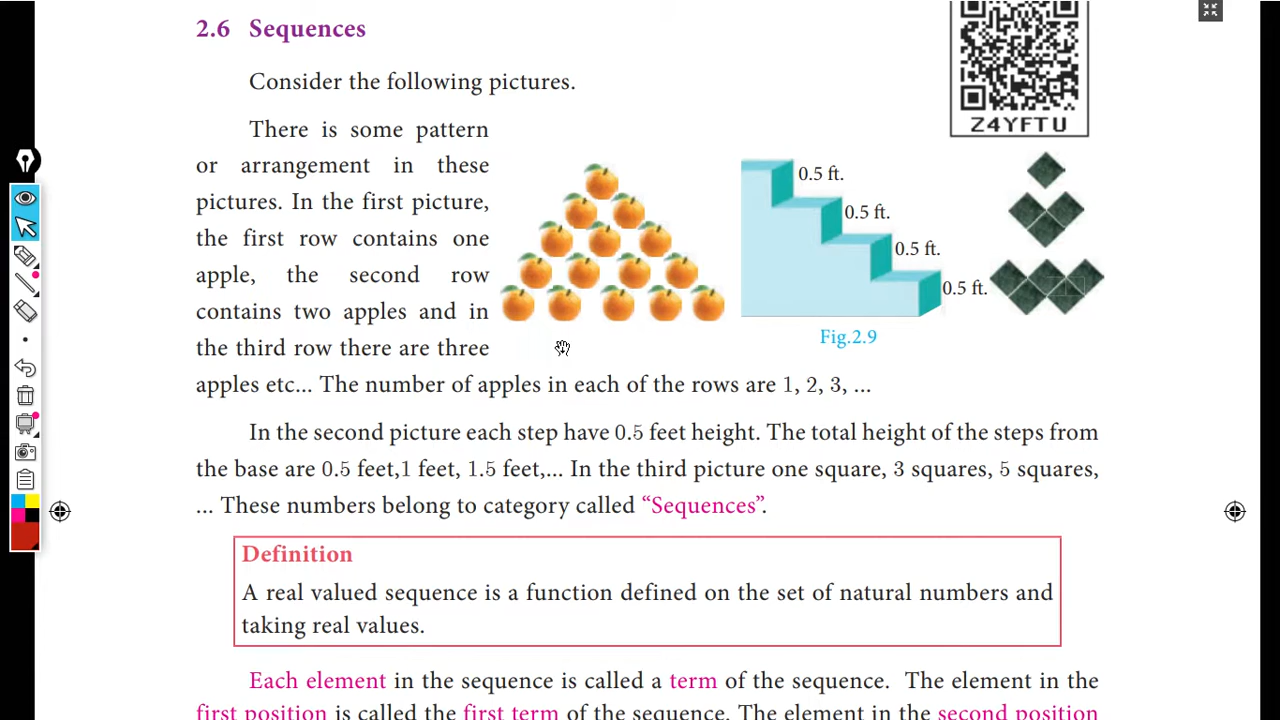 2.6 Sequences
Consider the following pictures.
Z4YFTU
There is some pattern
or arrangement in these
pictures. In the first picture,
the first row contains one
apple, the second row
contains two apples and in
the third row there are three
0.5 ft.
0.5 ft.
0.5 ft.
0.5 ft.
Fig.2.9
apples etc... The number of apples in each of the rows are 1, 2, 3, ...
In the second picture each step have 0.5 feet height. The total height of the steps from
the base are 0.5 feet,1 feet, 1.5 feet,... In the third picture one square, 3 squares, 5 squares,
... These numbers belong to category called “Sequences”.
Definition
A real valued sequence is a function defined on the set of natural numbers and
taking real values.
Each element in the sequence is called a term of the sequence. The element in the
first position is called the first term of the sequence. The element in the second position